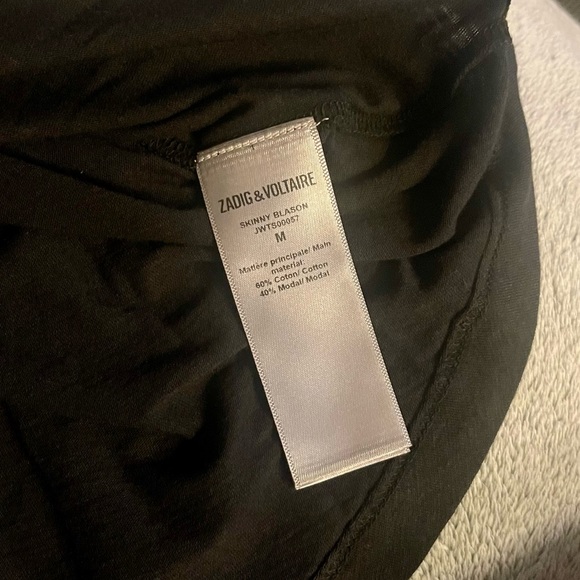 ZADIG & VOLTAIRE
SKINNY BLASON
JWTS00057
M
Matière principale/ Main
material:
60% Coton/ Cotton
40% Modal/ Modal